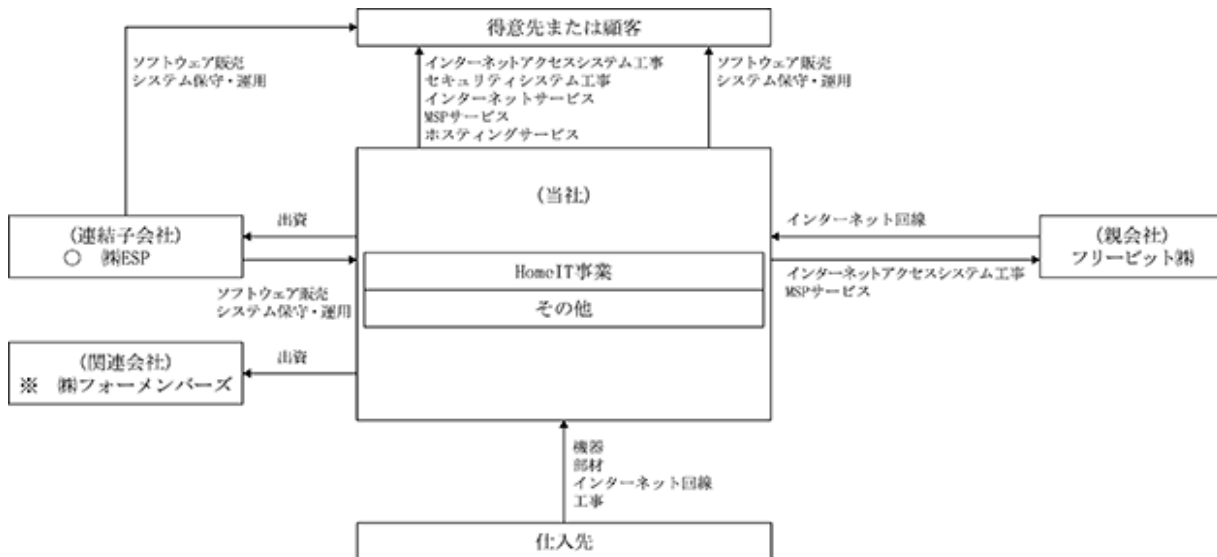 得意先または顧客
ソフトウェア販売
システム保守・運用
インターネットアクセスシステム工事
セキュリティシステム工事
インターネットサービス
MSPサービス
ホスティングサービス
ソフトウェア販売
システム保守・運用
(当社)
HomeIT事業
その他
出資
(連結子会社)
○ ㈱ESP
ソフトウェア販売
システム保守・運用
インターネット回線
(親会社)
フリービット㈱
インターネットアクセスシステム工事
MSPサービス
出資
(関連会社)
※ ㈱フォーメンバーズ
機器
部材
インターネット回線
工事
仕入先